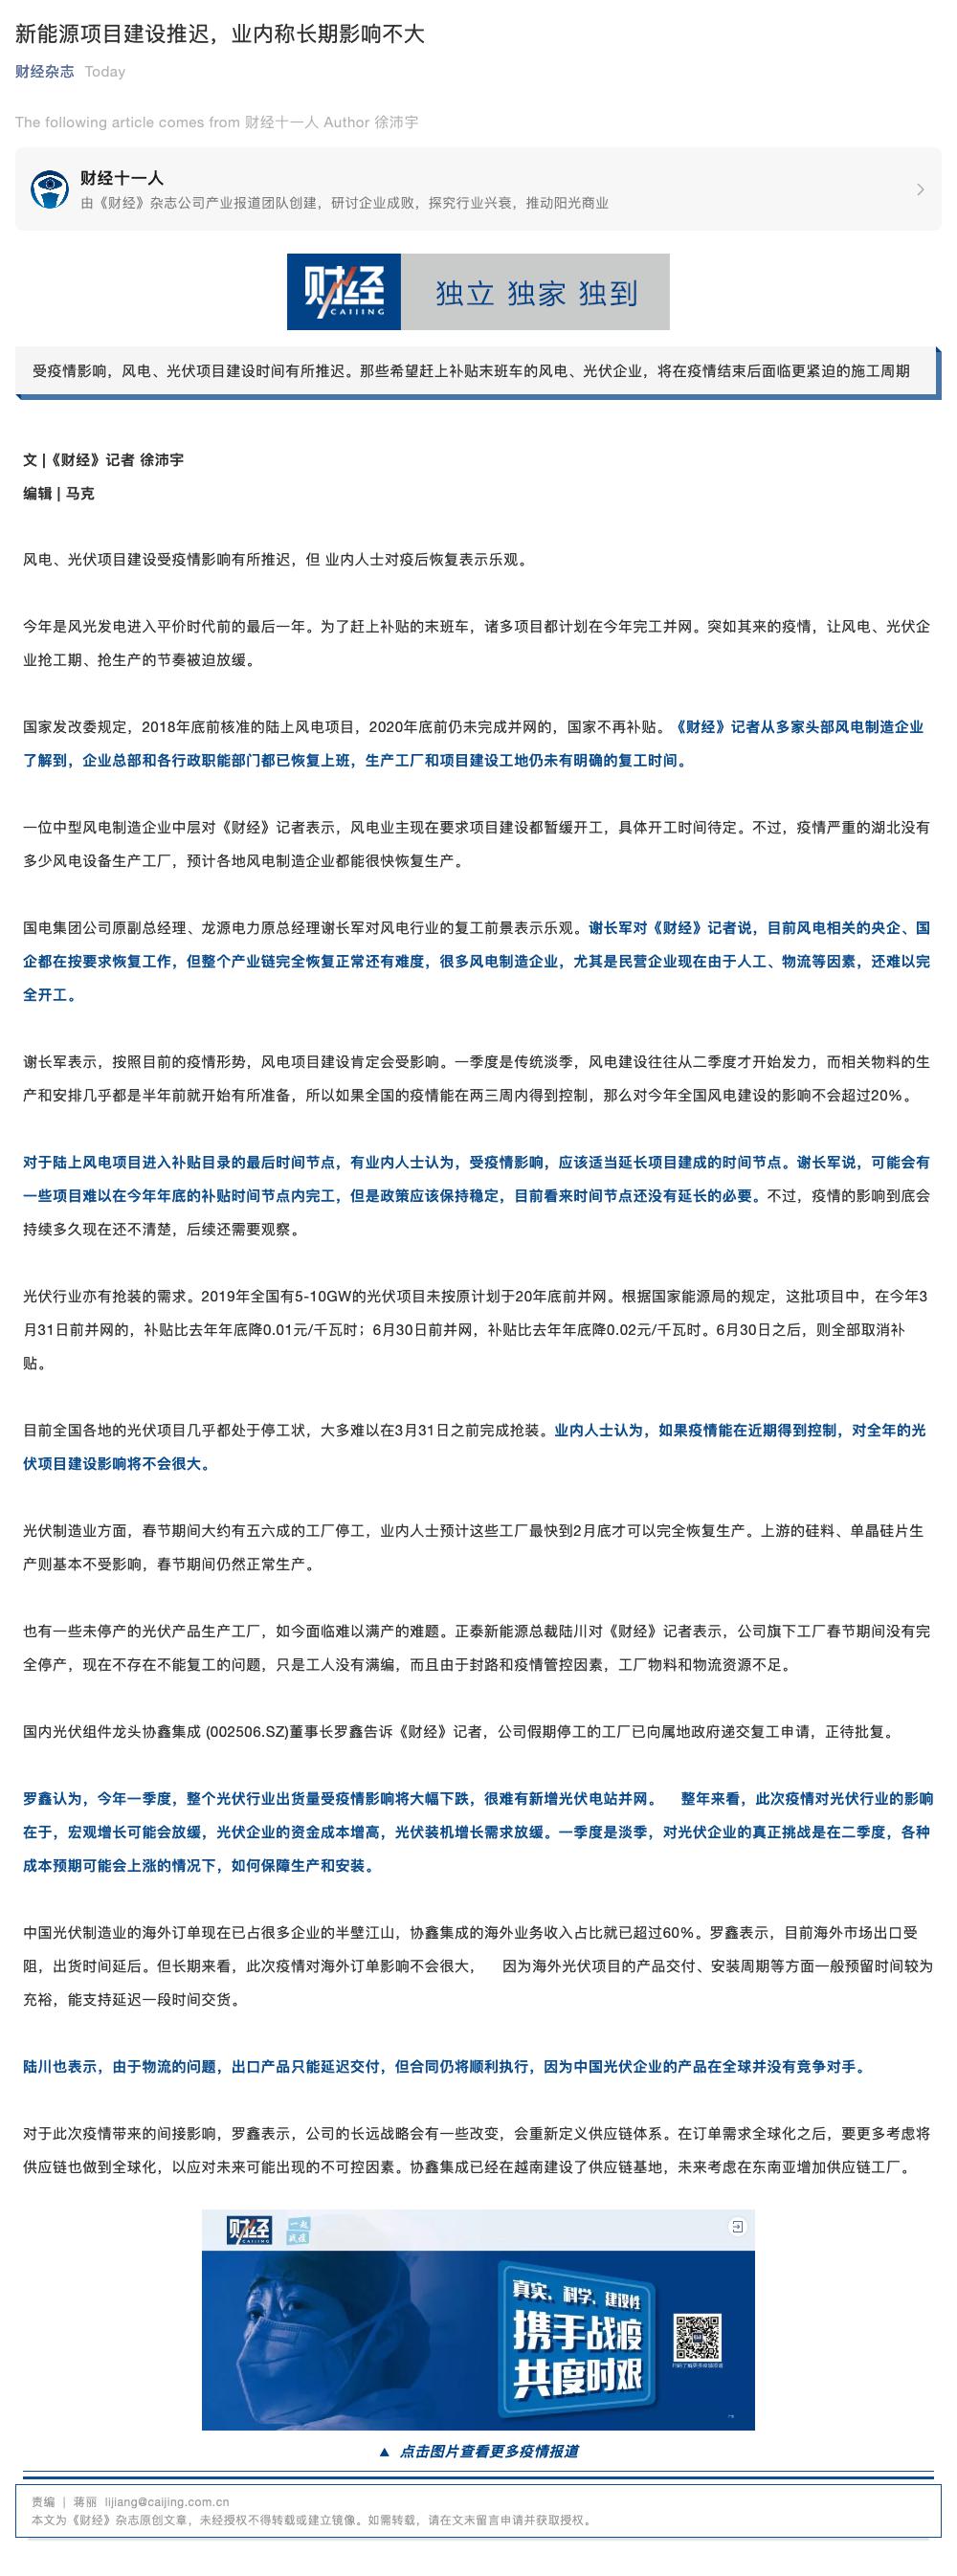 新能源项目建设推迟，业内称长期影响不大
财经杂志 Today
The following article comes from 财经十一人 Author 徐沛宇
财经十一人
由《财经》杂志公司产业报道团队创建，研讨企业成败，探究行业兴衰，推动阳光商业
财经 CAIJING 独立 独家 独到
受疫情影响，风电、光伏项目建设时间有所推迟。那些希望赶上补贴末班车的风电、光伏企业，将在疫情结束后面临更紧迫的施工周期
文 |《财经》记者 徐沛宇
编辑 | 马克
风电、光伏项目建设受疫情影响有所推迟，但 业内人士对疫后恢复表示乐观。
今年是风光发电进入平价时代前的最后一年。为了赶上补贴的末班车，诸多项目都计划在今年完工并网。突如其来的疫情，让风电、光伏企
业抢工期、抢生产的节奏被迫放缓。
国家发改委规定，2018年底前核准的陆上风电项目，2020年底前仍未完成并网的，国家不再补贴。《财经》记者从多家头部风电制造企业
了解到，企业总部和各行政职能部门都已恢复上班，生产工厂和项目建设工地仍未有明确的复工时间。
一位中型风电制造企业中层对《财经》记者表示，风电业主现在要求项目建设都暂缓开工，具体开工时间待定。不过，疫情严重的湖北没有
多少风电设备生产工厂，预计各地风电制造企业都能很快恢复生产。
国电集团公司原副总经理、龙源电力原总经理谢长军对风电行业的复工前景表示乐观。谢长军对《财经》记者说，目前风电相关的央企、国
企都在按要求恢复工作，但整个产业链完全恢复正常还有难度，很多风电制造企业，尤其是民营企业现在由于人工、物流等因素，还难以完
全开工。
谢长军表示，按照目前的疫情形势，风电项目建设肯定会受影响。一季度是传统淡季，风电建设往往从二季度才开始发力，而相关物料的生
产和安排几乎都是半年前就开始有所准备，所以如果全国的疫情能在两三周内得到控制，那么对今年全国风电建设的影响不会超过20%。
对于陆上风电项目进入补贴目录的最后时间节点，有业内人士认为，受疫情影响，应该适当延长项目建成的时间节点。谢长军说，可能会有
一些项目难以在今年年底的补贴时间节点内完工，但是政策应该保持稳定，目前看来时间节点还没有延长的必要。不过，疫情的影响到底会
持续多久现在还不清楚，后续还需要观察。
光伏行业亦有抢装的需求。2019年全国有5-10GW的光伏项目未按原计划于20年底前并网。根据国家能源局的规定，这批项目中，在今年3
月31日前并网的，补贴比去年年底降0.01元/千瓦时；6月30日前并网，补贴比去年年底降0.02元/千瓦时。6月30日之后，则全部取消补
贴。
目前全国各地的光伏项目几乎都处于停工状，大多难以在3月31日之前完成抢装。业内人士认为，如果疫情能在近期得到控制，对全年的光
伏项目建设影响将不会很大。
光伏制造业方面，春节期间大约有五六成的工厂停工，业内人士预计这些工厂最快到2月底才可以完全恢复生产。上游的硅料、单晶硅片生
产则基本不受影响，春节期间仍然正常生产。
也有一些未停产的光伏产品生产工厂，如今面临难以满产的难题。正泰新能源总裁陆川对《财经》记者表示，公司旗下工厂春节期间没有完
全停产，现在不存在不能复工的问题，只是工人没有满编，而且由于封路和疫情管控因素，工厂物料和物流资源不足。
国内光伏组件龙头协鑫集成 (002506.SZ)董事长罗鑫告诉《财经》记者，公司假期停工的工厂已向属地政府递交复工申请，正待批复。
罗鑫认为，今年一季度，整个光伏行业出货量受疫情影响将大幅下跌，很难有新增光伏电站并网。 整年来看，此次疫情对光伏行业的影响
在于，宏观增长可能会放缓，光伏企业的资金成本增高，光伏装机增长需求放缓。一季度是淡季，对光伏企业的真正挑战是在二季度，各种
成本预期可能会上涨的情况下，如何保障生产和安装。
中国光伏制造业的海外订单现在已占很多企业的半壁江山，协鑫集成的海外业务收入占比就已超过60%。罗鑫表示，目前海外市场出口受
阻，出货时间延后。但长期来看，此次疫情对海外订单影响不会很大， 因为海外光伏项目的产品交付、安装周期等方面一般预留时间较为
充裕，能支持延迟一段时间交货。
陆川也表示，由于物流的问题，出口产品只能延迟交付，但合同仍将顺利执行，因为中国光伏企业的产品在全球并没有竞争对手。
对于此次疫情带来的间接影响，罗鑫表示，公司的长远战略会有一些改变，会重新定义供应链体系。在订单需求全球化之后，要更多考虑将
供应链也做到全球化，以应对未来可能出现的不可控因素。协鑫集成已经在越南建设了供应链基地，未来考虑在东南亚增加供应链工厂。
财经 CAIJING
真实、科学、建设性
携手战疫
共度时艰
▲ 点击图片查看更多疫情报道
责编 | 蒋丽 lijiang@caijing.com.cn
本文为《财经》杂志原创文章，未经授权不得转载或建立镜像。如需转载，请在文末留言申请并获取授权。